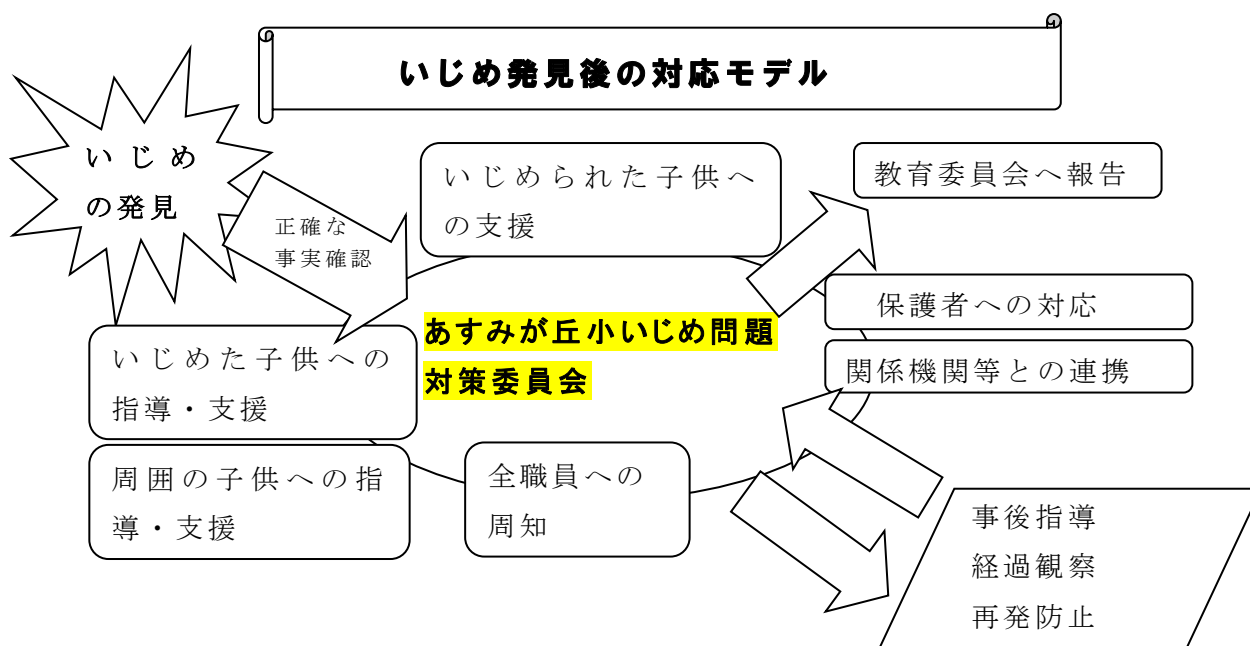 いじめ発見後の対応モデル
いじめ
の発見
正確な
事実確認
いじめられた子供へ
の支援
教育委員会へ報告
保護者への対応
関係機関等との連携
あすみが丘小いじめ問題
対策委員会
いじめた子供への
指導・支援
周囲の子供への指
導・支援
全職員への
周知
事後指導
経過観察
再発防止